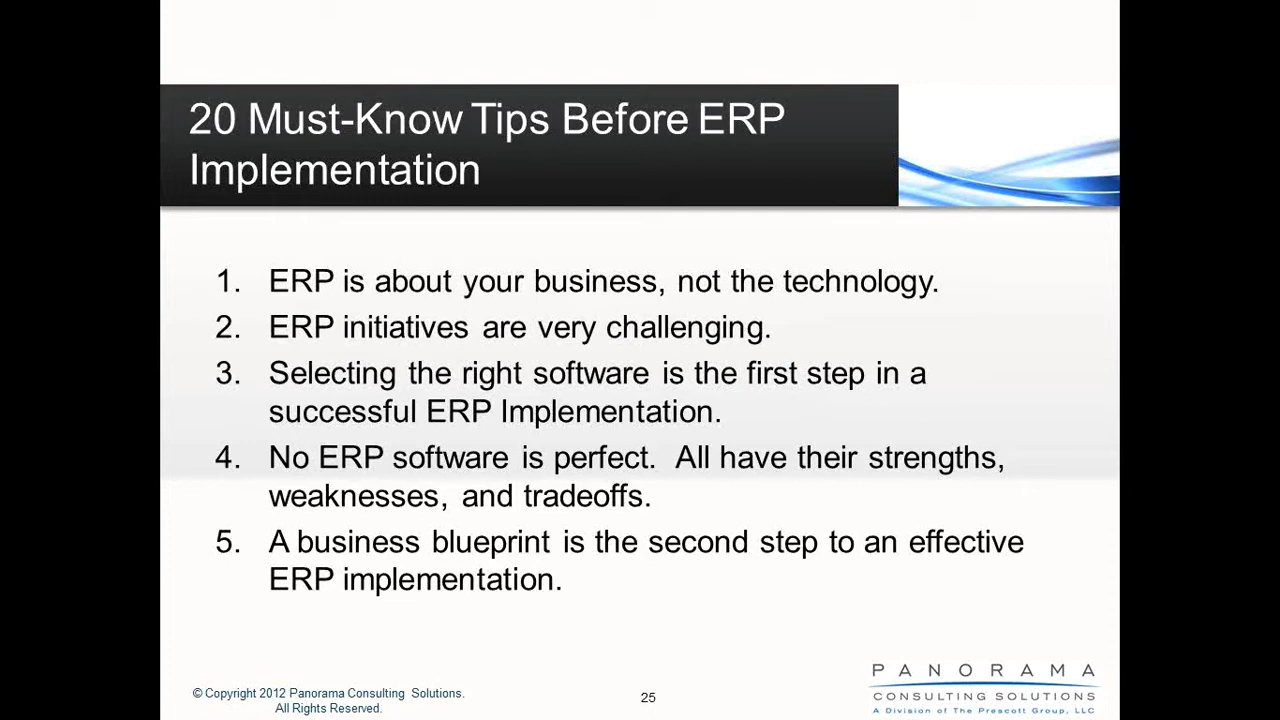 20 Must-Know Tips Before ERP
Implementation
1. ERP is about your business, not the technology.
2. ERP initiatives are very challenging.
3. Selecting the right software is the first step in a
successful ERP Implementation.
4. No ERP software is perfect.  All have their strengths,
weaknesses, and tradeoffs.
5. A business blueprint is the second step to an effective
ERP implementation.
© Copyright 2012 Panorama Consulting Solutions.
All Rights Reserved.
25
PANORAMA
CONSULTING SOLUTIONS
A Division of The Prescott Group, LLC